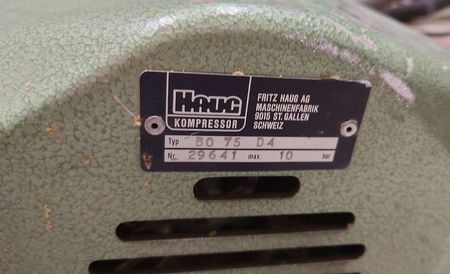 HAUG
KOMPRESSOR
FRITZ HAUG AG
MASCHINENFABRIK
9015 ST. GALLEN
SCHWEIZ
Typ BO 75 D4
Nr. 29641 max. 10 bar